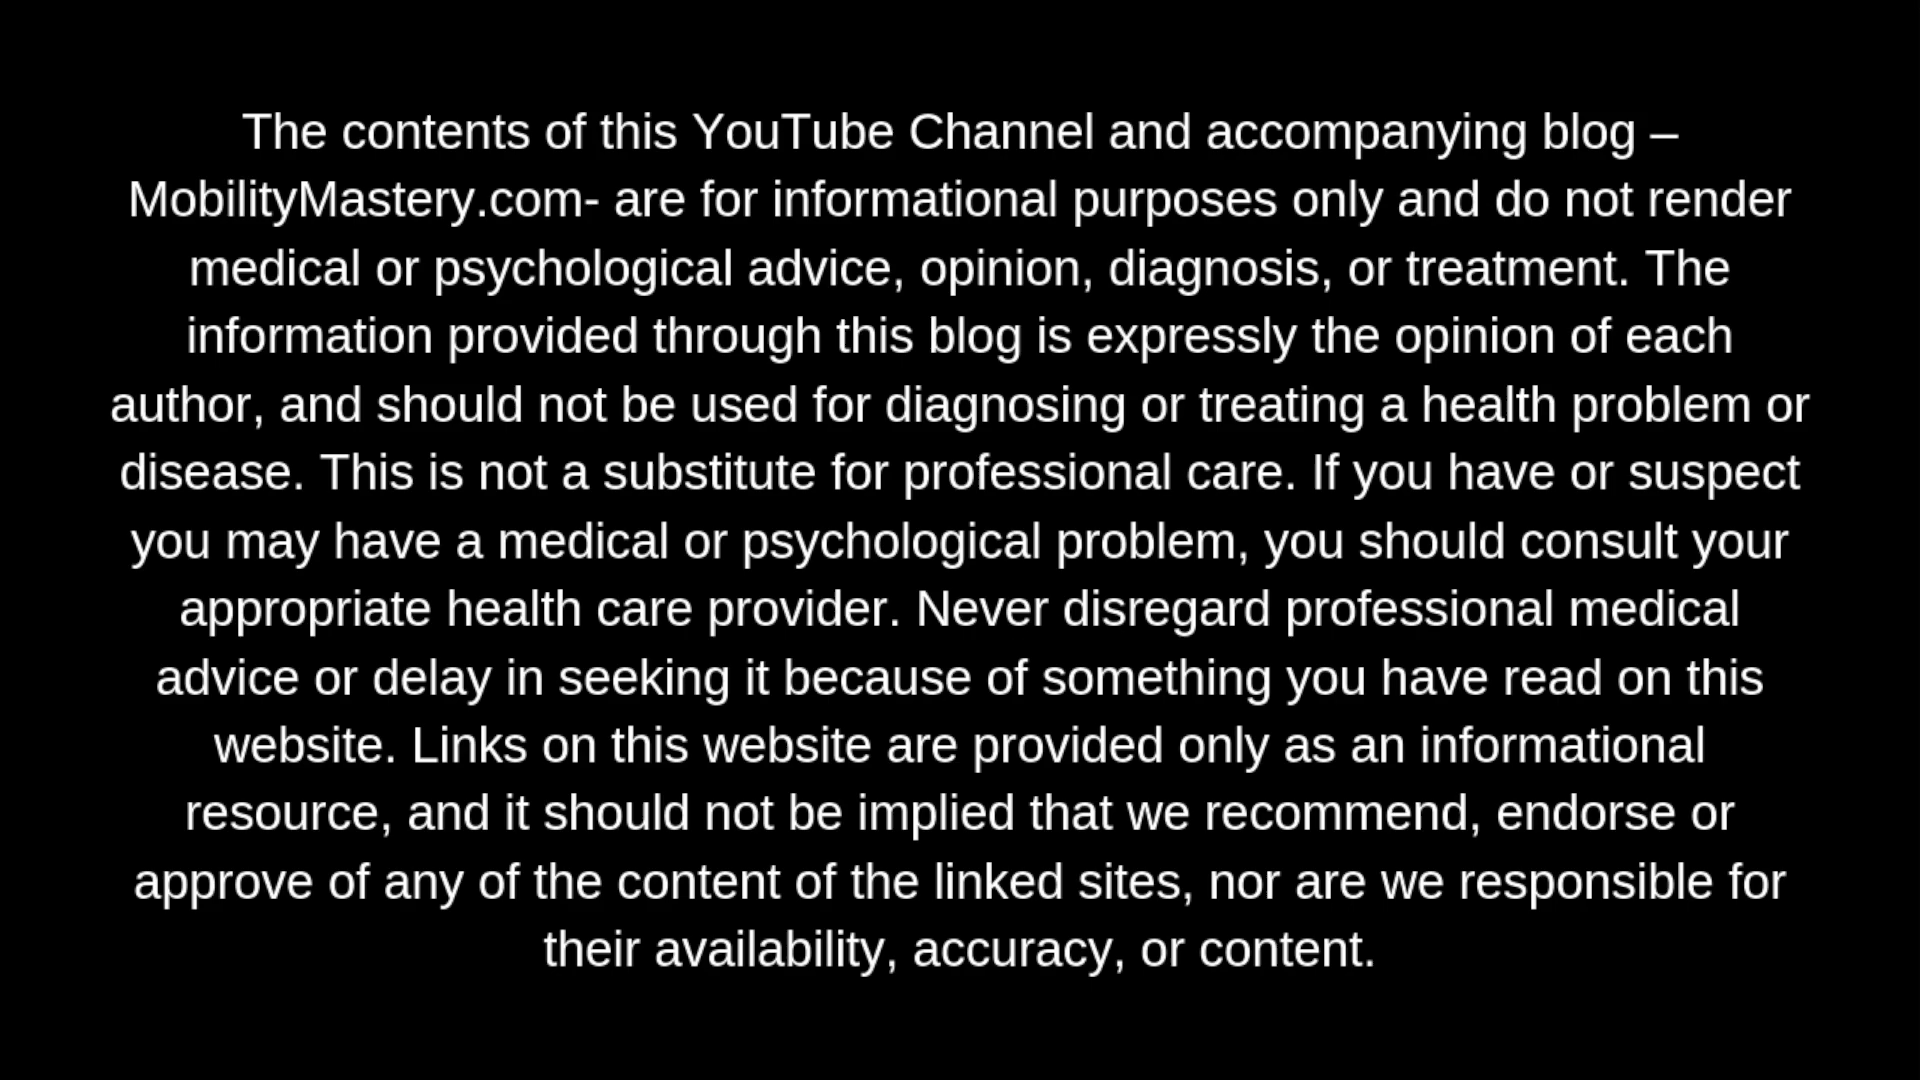 The contents of this YouTube Channel and accompanying blog –
MobilityMastery.com- are for informational purposes only and do not render
medical or psychological advice, opinion, diagnosis, or treatment. The
information provided through this blog is expressly the opinion of each
author, and should not be used for diagnosing or treating a health problem or
disease. This is not a substitute for professional care. If you have or suspect
you may have a medical or psychological problem, you should consult your
appropriate health care provider. Never disregard professional medical
advice or delay in seeking it because of something you have read on this
website. Links on this website are provided only as an informational
resource, and it should not be implied that we recommend, endorse or
approve of any of the content of the linked sites, nor are we responsible for
their availability, accuracy, or content.